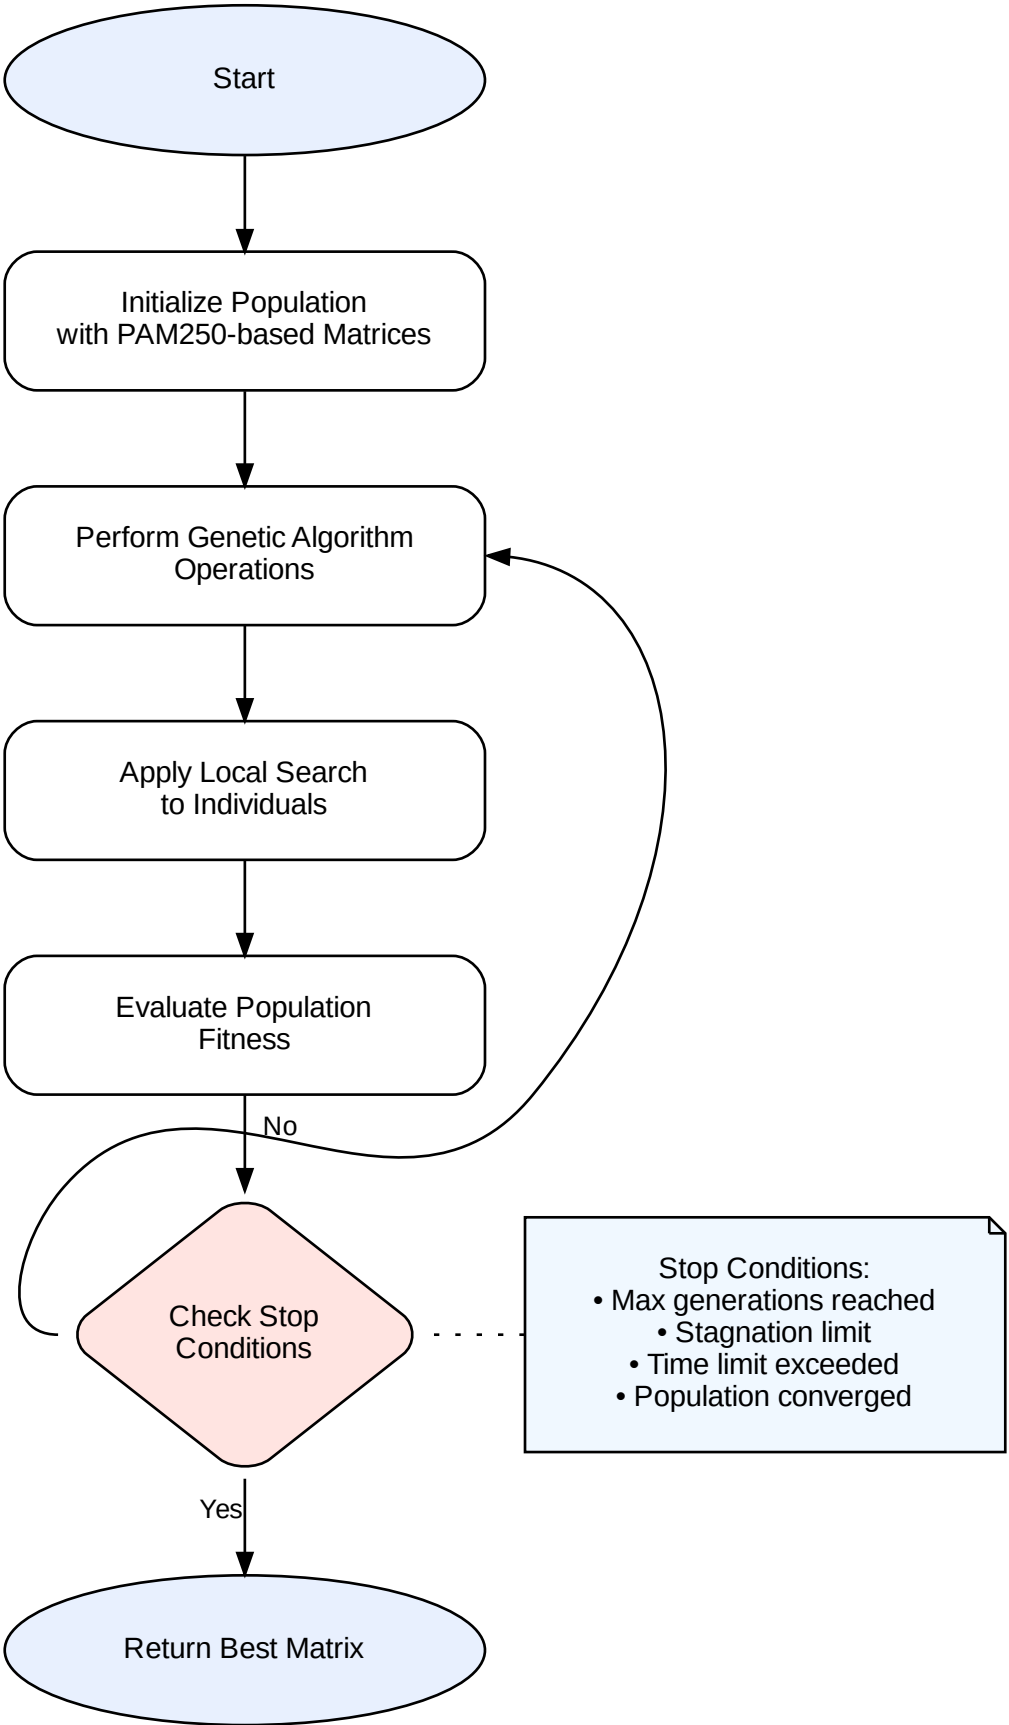 Start
Initialize Population
with PAM250-based Matrices
Perform Genetic Algorithm
Operations
Apply Local Search
to Individuals
Evaluate Population
Fitness
No
Check Stop
Conditions
Stop Conditions:
• Max generations reached
• Stagnation limit
• Time limit exceeded
• Population converged
Yes
Return Best Matrix